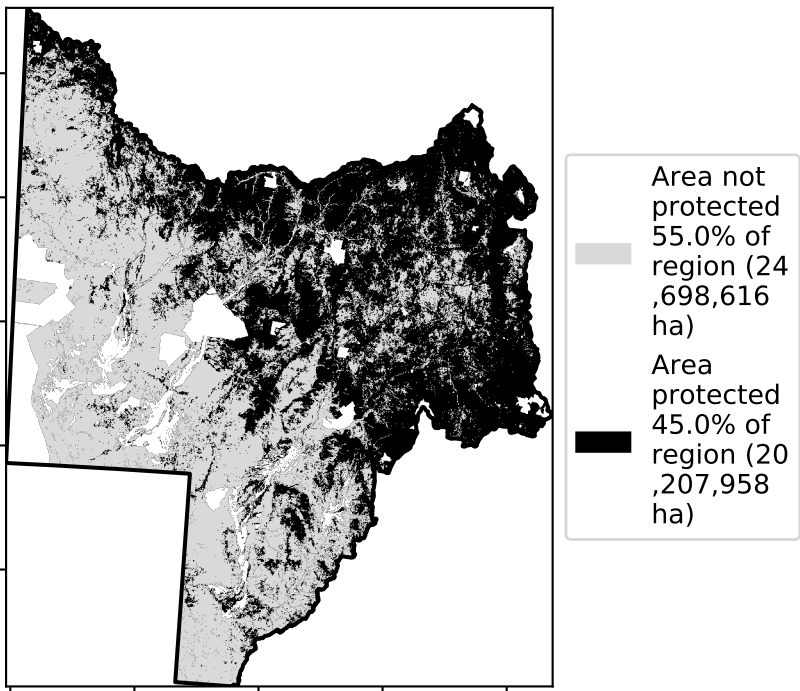 Area not
protected
55.0% of
region (24
,698,616
ha)
Area
protected
45.0% of
region (20
,207,958
ha)